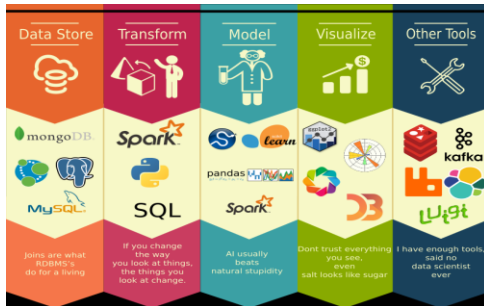 Data Store
Transform
Model
Visualize
Other Tools
$
mongoDB
MySQL
Spark
SQL
S
learn
pandas
Spark
ggplot2
D3
kafka
Luigi
Joins are what
RDBMS's
do for a living
If you change
the way
you look at things,
the things you
look at change.
AI usually
beats
natural stupidity
Dont trust everything
you see,
even
salt looks like sugar
I have enough tools,
said no
data scientist
ever